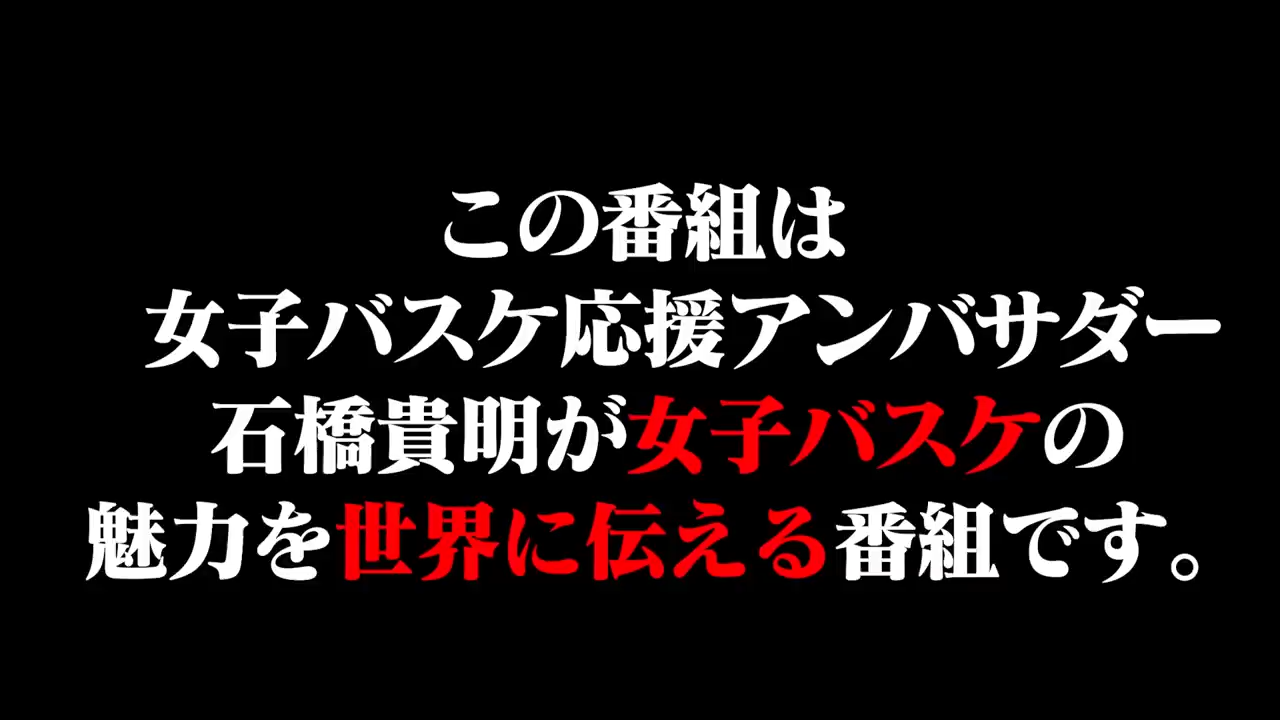 この番組は
女子バスケ応援アンバサダー
石橋貴明が女子バスケの
魅力を世界に伝える番組です。